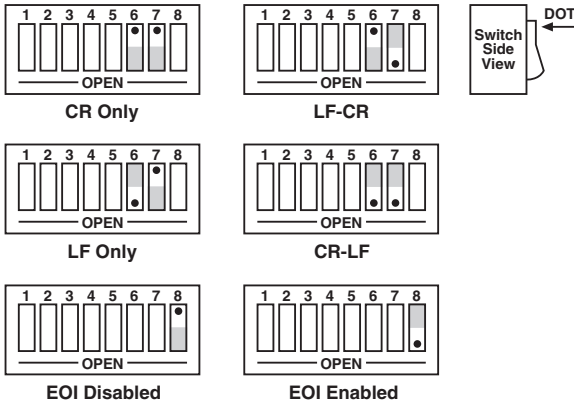 1 2 3 4 5 6 7 8
OPEN
CR Only
1 2 3 4 5 6 7 8
OPEN
LF-CR
Switch
Side
View
DOT
1 2 3 4 5 6 7 8
OPEN
LF Only
1 2 3 4 5 6 7 8
OPEN
CR-LF
1 2 3 4 5 6 7 8
OPEN
EOI Disabled
1 2 3 4 5 6 7 8
OPEN
EOI Enabled